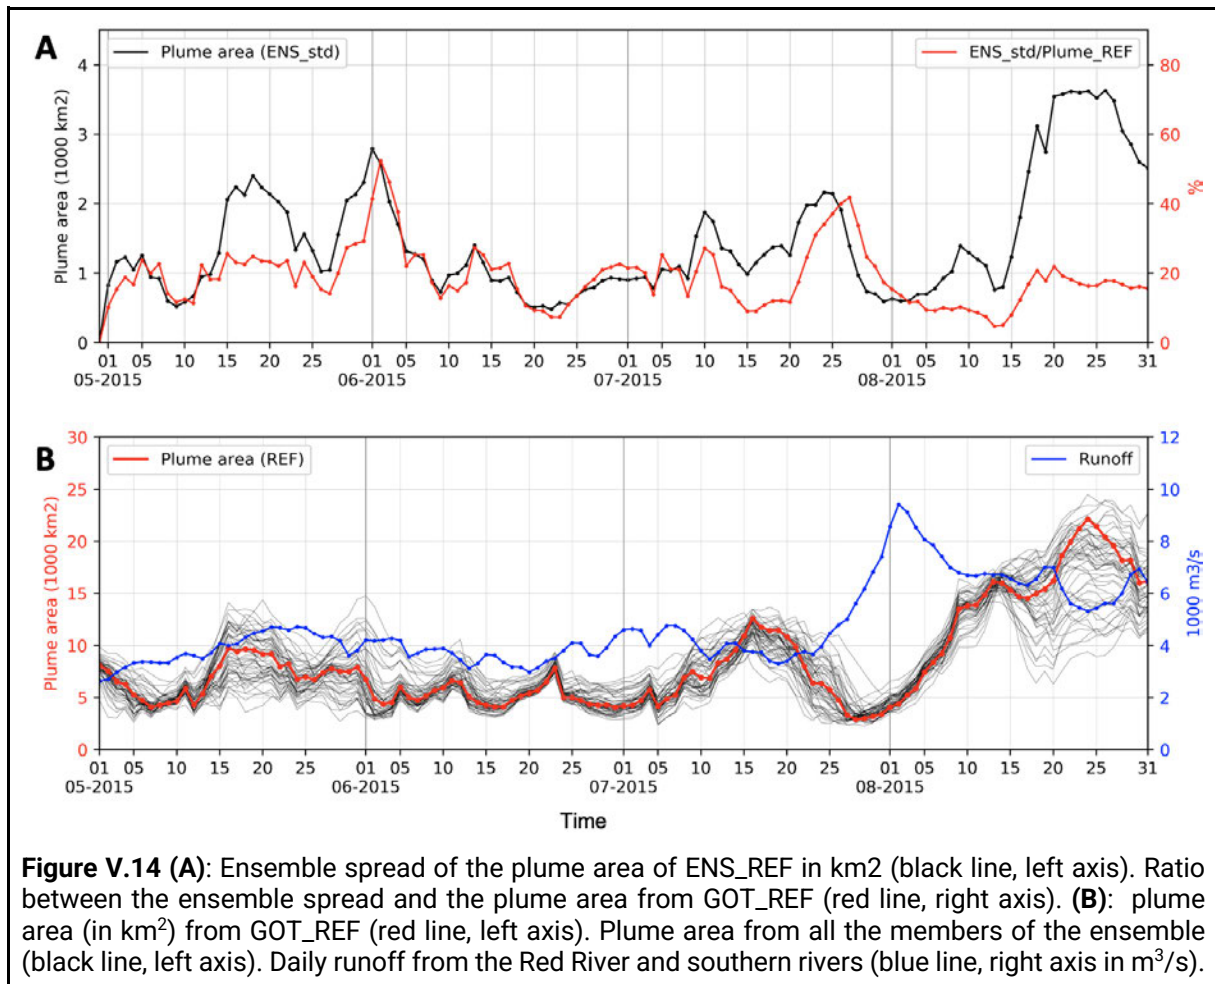 A
Plume area (ENS_std)
ENS_std/Plume_REF
Plume area (1000 km2)
4
3
2
1
0
80
60
40
20
0
%
01 05 10 15 20 25 01 05 10 15 20 25 01 05 10 15 20 25 01 05 10 15 20 25 31
05-2015 06-2015 07-2015 08-2015
B
Plume area (REF)
Runoff
Plume area (1000 km2)
30
25
20
15
10
5
0
12
10
8
6
4
2
0
1000 m3/s
01 05 10 15 20 25 01 05 10 15 20 25 01 05 10 15 20 25 01 05 10 15 20 25 31
05-2015 06-2015 07-2015 08-2015
Time
Figure V.14 (A): Ensemble spread of the plume area of ENS_REF in km2 (black line, left axis). Ratio
between the ensemble spread and the plume area from GOT_REF (red line, right axis). (B): plume
area (in km²) from GOT_REF (red line, left axis). Plume area from all the members of the ensemble
(black line, left axis). Daily runoff from the Red River and southern rivers (blue line, right axis in m³/s).